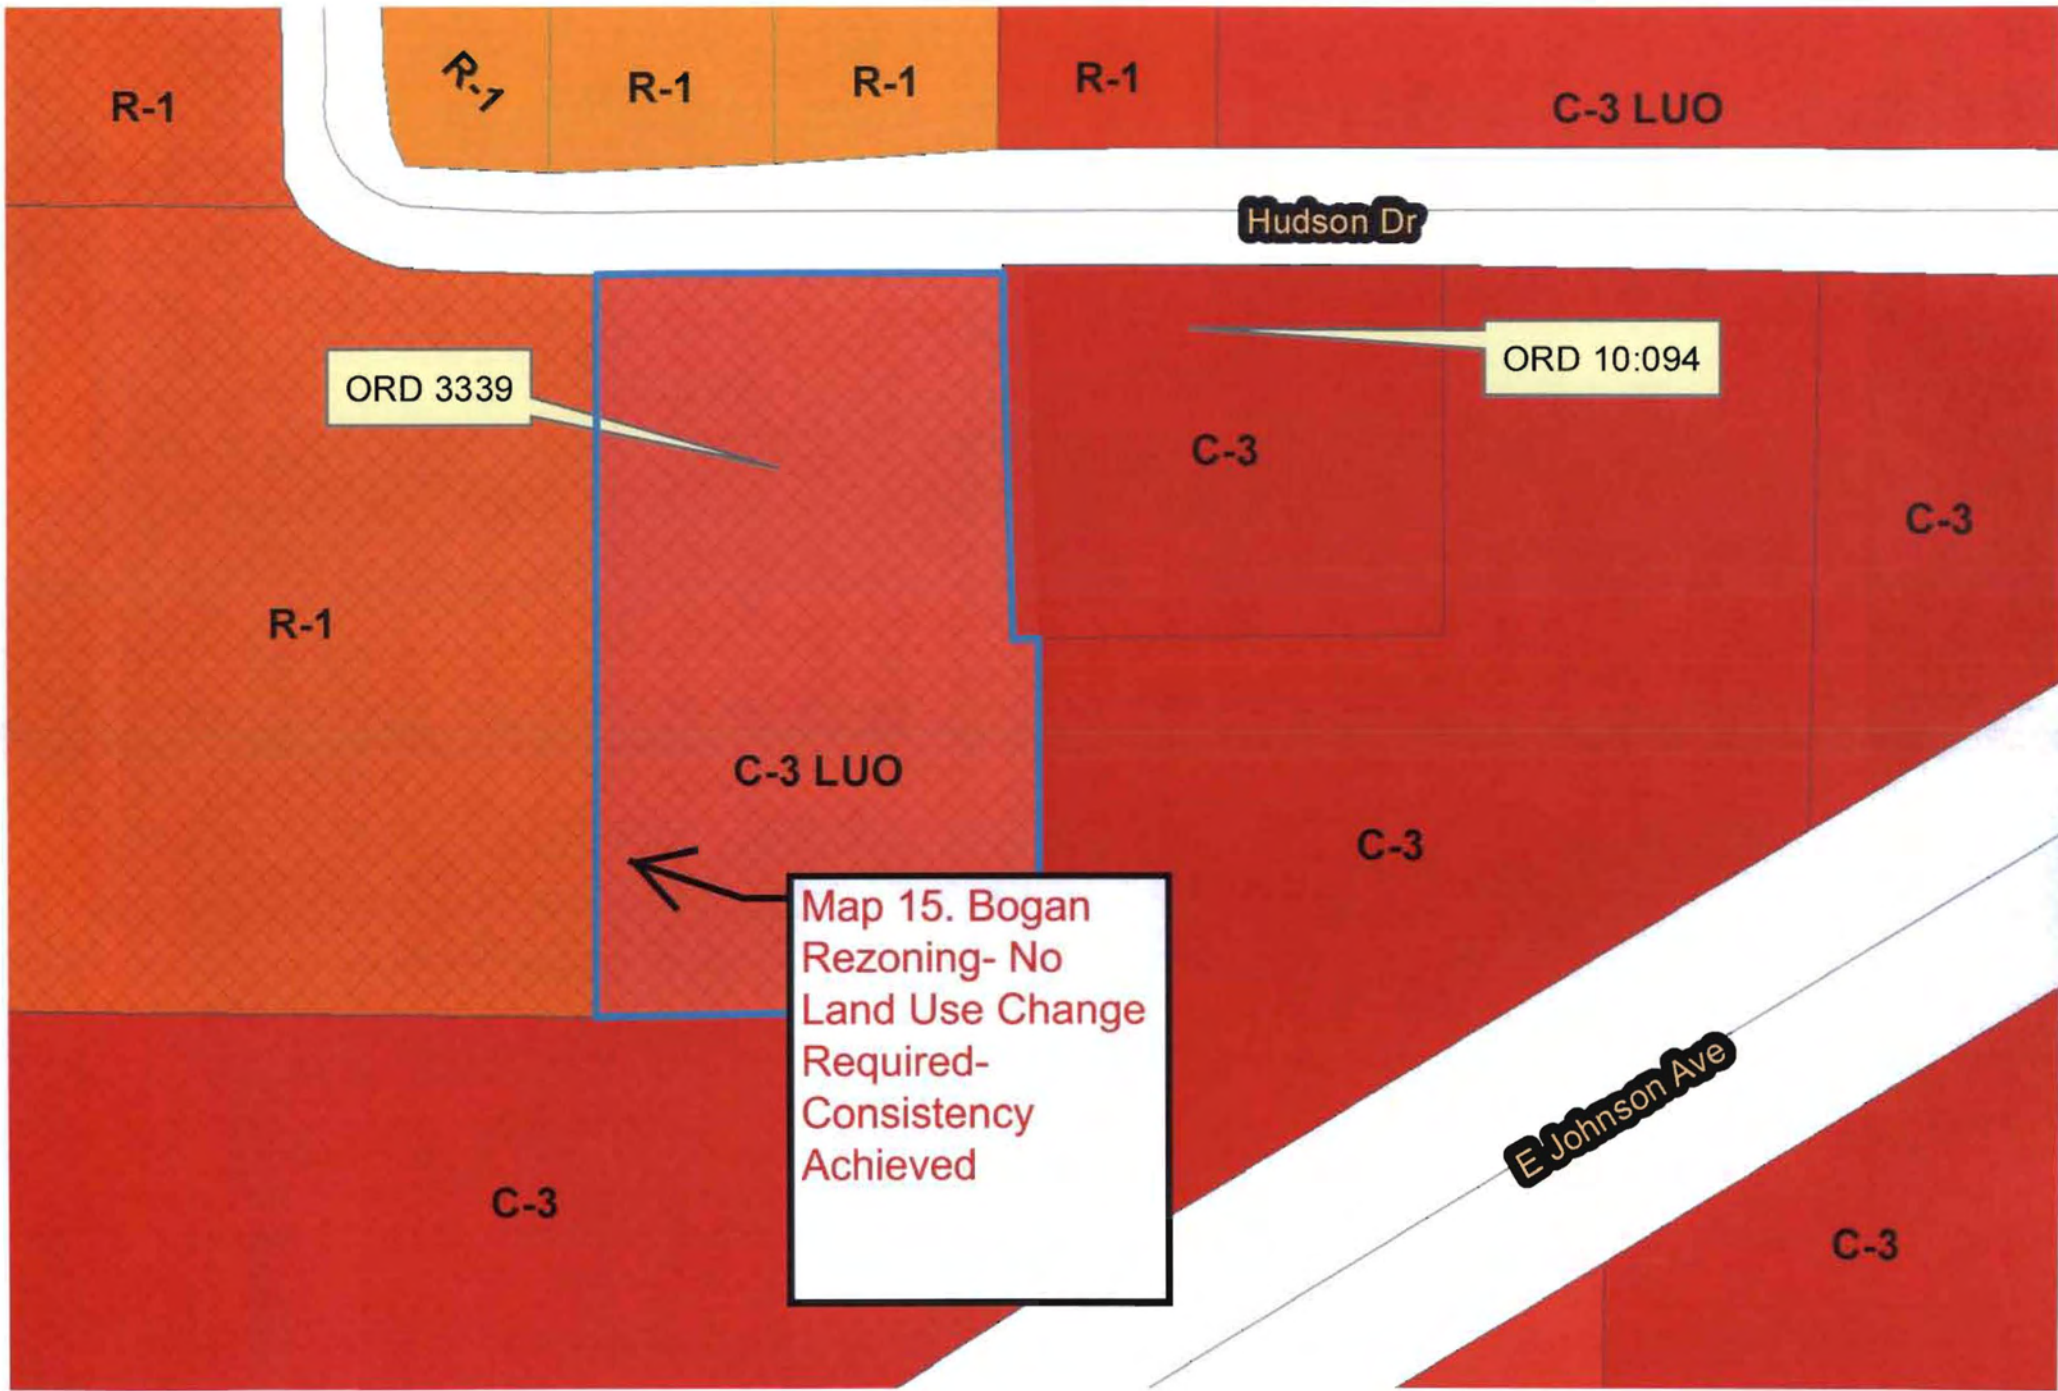 R-1
R-1
R-1
R-1
R-1
C-3 LUO
Hudson Dr
ORD 3339
ORD 10:094
C-3
C-3
R-1
C-3 LUO
C-3
Map 15. Bogan
Rezoning- No
Land Use Change
Required-
Consistency
Achieved
E Johnson Ave
C-3
C-3